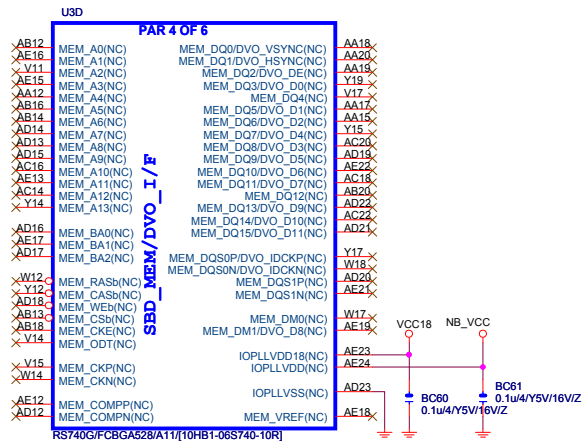 U3D
PAR 4 OF 6
AB12 MEM_A0(NC) MEM_DQ0/DVO_VSYNC(NC) AA18
AE16 MEM_A1(NC) MEM_DQ1/DVO_HSYNC(NC) AA20
V11 MEM_A2(NC) MEM_DQ2/DVO_DE(NC) AA19
AE15 MEM_A3(NC) MEM_DQ3/DVO_D0(NC) Y19
AA12 MEM_A4(NC) MEM_DQ4(NC) V17
AB16 MEM_A5(NC) MEM_DQ5/DVO_D1(NC) AA17
AB14 MEM_A6(NC) MEM_DQ6/DVO_D2(NC) AA15
AD14 MEM_A7(NC) MEM_DQ7/DVO_D4(NC) Y15
AD13 MEM_A8(NC) MEM_DQ8/DVO_D3(NC) AC20
AD15 MEM_A9(NC) MEM_DQ9/DVO_D5(NC) AD19
AC16 MEM_A10(NC) MEM_DQ10/DVO_D6(NC) AE22
AE13 MEM_A11(NC) MEM_DQ11/DVO_D7(NC) AC18
AC14 MEM_A12(NC) MEM_DQ12(NC) AB20
Y14 MEM_A13(NC) MEM_DQ13/DVO_D9(NC) AD22
MEM_DQ14/DVO_D10(NC) AC22
AD16 MEM_BA0(NC) MEM_DQ15/DVO_D11(NC) AD21
AE17 MEM_BA1(NC)
AD17 MEM_BA2(NC) MEM_DQS0P/DVO_IDCKP(NC) Y17
MEM_DQS0N/DVO_IDCKN(NC) W18
W12 MEM_RASb(NC) MEM_DQS1P(NC) AD20
Y12 MEM_CASb(NC) MEM_DQS1N(NC) AE21
AD18 MEM_WEb(NC)
AB13 MEM_CSb(NC) MEM_DM0(NC) W17
AB18 MEM_CKE(NC) MEM_DM1/DVO_D8(NC) AE19
V14 MEM_ODT(NC)
SBD_MEM/DVO_I/F
VCC18 NB_VCC
IOPLLVDD18(NC) AE23
V15 MEM_CKP(NC) IOPLLVDD(NC) AE24
W14 MEM_CKN(NC)
IOPLLVSS(NC) AD23
AE12 MEM_COMPP(NC)
AD12 MEM_COMPN(NC) MEM_VREF(NC) AE18
BC60
0.1u/4/Y5V/16V/Z
BC61
0.1u/4/Y5V/16V/Z
RS740G/FCBGA528/A11/[10HB1-06S740-10R]